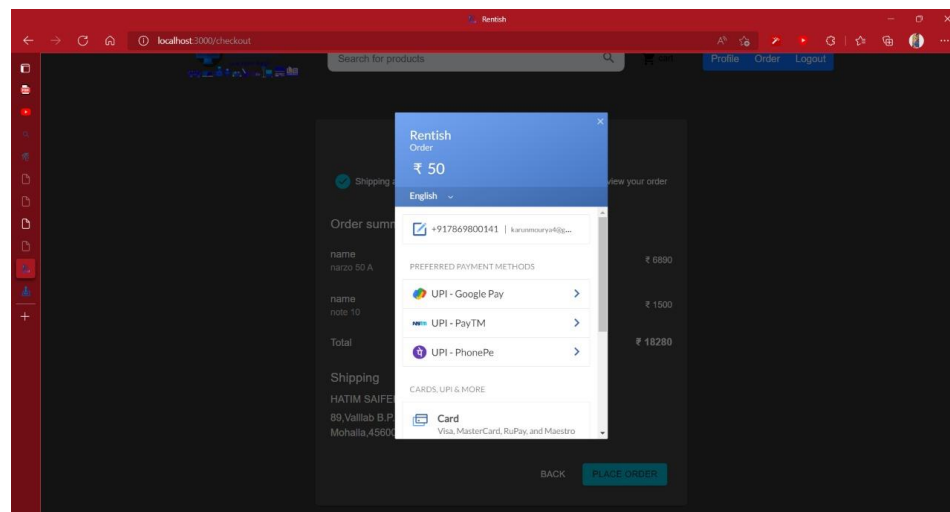 Rentish
localhost:3000/checkout
Search for products
cart
Profile Order Logout
Rentish
Order
₹ 50
English
+917869800141 | karunmourya4@g...
PREFERRED PAYMENT METHODS
UPI - Google Pay
UPI - PayTM
UPI - PhonePe
CARDS, UPI & MORE
Card
Visa, MasterCard, RuPay, and Maestro
Shipping
view your order
Order summ
name
narzo 50 A
₹ 6890
name
note 10
₹ 1500
Total
₹ 18280
Shipping
HATIM SAIFE
89,Valllab B.P.
Mohalla,45600
BACK PLACE ORDER